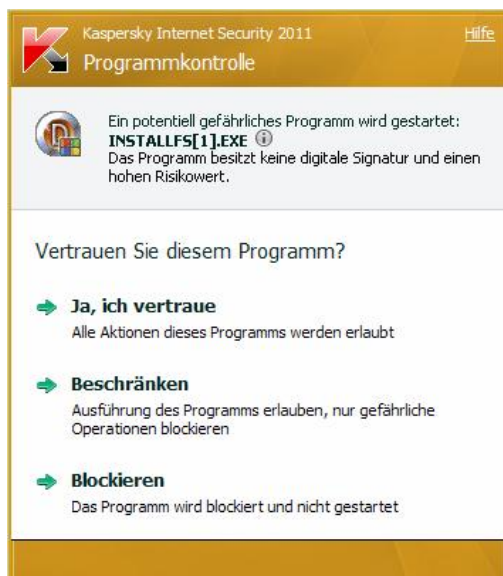 Kaspersky Internet Security 2011
Hilfe
Programmkontrolle
Ein potentiell gefährliches Programm wird gestartet:
INSTALLFS[1].EXE
Das Programm besitzt keine digitale Signatur und einen
hohen Risikowert.
Vertrauen Sie diesem Programm?
Ja, ich vertraue
Alle Aktionen dieses Programms werden erlaubt
Beschränken
Ausführung des Programms erlauben, nur gefährliche
Operationen blockieren
Blockieren
Das Programm wird blockiert und nicht gestartet